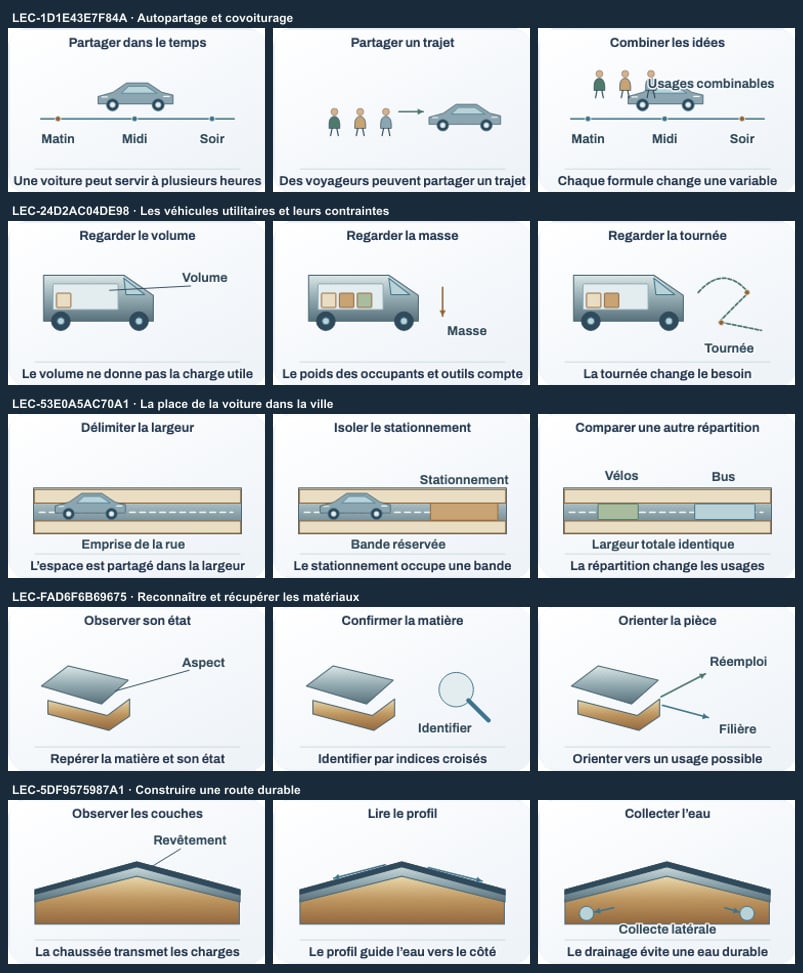 LEC-1D1E43E7F84A · Autopartage et covoiturage
Partager dans le temps
Matin Midi Soir
Une voiture peut servir à plusieurs heures
Partager un trajet
Des voyageurs peuvent partager un trajet
Combiner les idées
Usages combinables
Matin Midi Soir
Chaque formule change une variable
LEC-24D2AC04DE98 · Les véhicules utilitaires et leurs contraintes
Regarder le volume
Volume
Le volume ne donne pas la charge utile
Regarder la masse
Masse
Le poids des occupants et outils compte
Regarder la tournée
Tournée
La tournée change le besoin
LEC-53E0A5AC70A1 · La place de la voiture dans la ville
Délimiter la largeur
Emprise de la rue
L'espace est partagé dans la largeur
Isoler le stationnement
Stationnement
Bande réservée
Le stationnement occupe une bande
Comparer une autre répartition
Vélos Bus
Largeur totale identique
La répartition change les usages
LEC-FAD6F6B69675 · Reconnaître et récupérer les matériaux
Observer son état
Aspect
Repérer la matière et son état
Confirmer la matière
Identifier
Identifier par indices croisés
Orienter la pièce
Réemploi
Filière
Orienter vers un usage possible
LEC-5DF9575987A1 · Construire une route durable
Observer les couches
Revêtement
La chaussée transmet les charges
Lire le profil
Le profil guide l'eau vers le côté
Collecter l'eau
Collecte latérale
Le drainage évite une eau durable